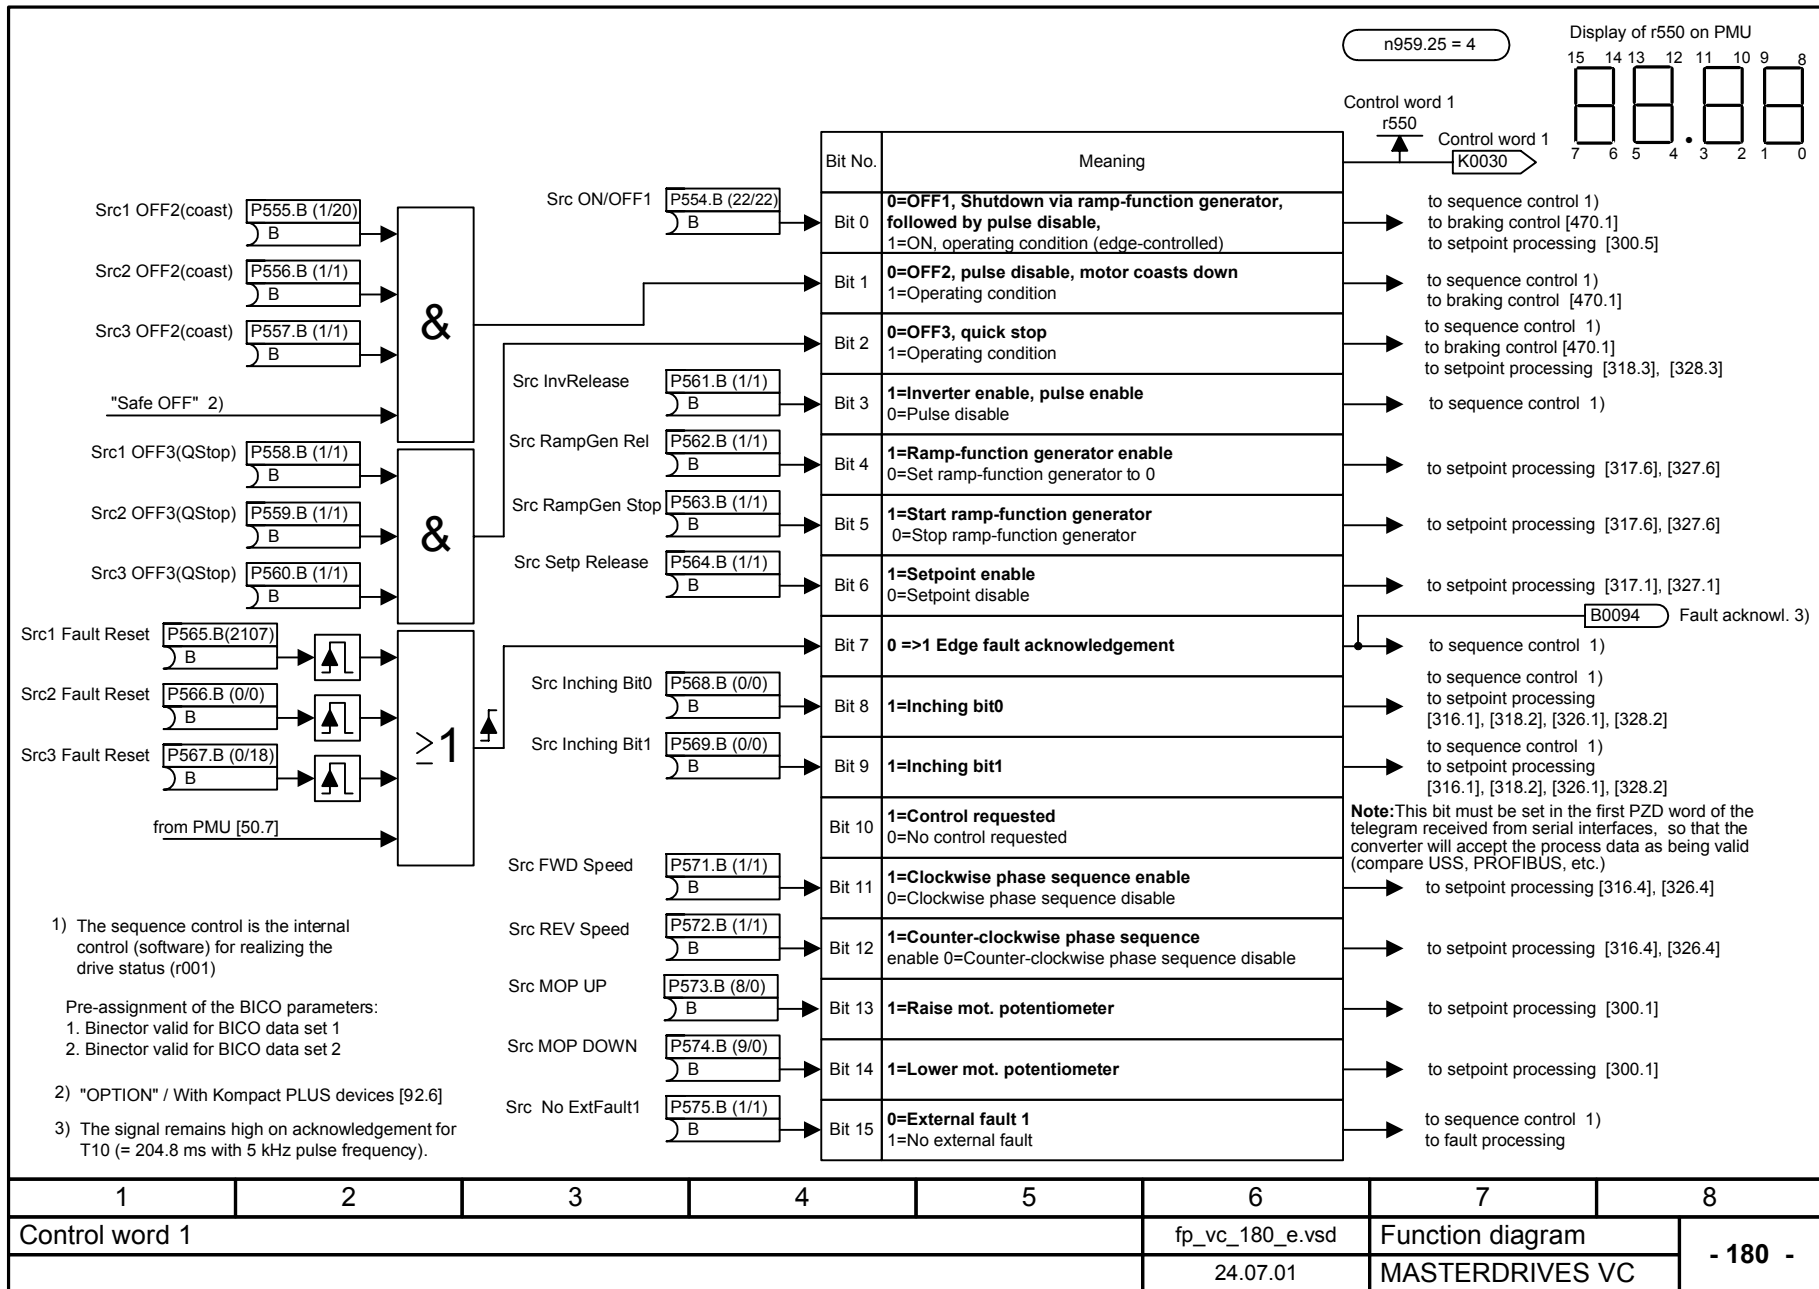 n959.25 = 4
Display of r550 on PMU
15 14 13 12 11 10 9 8
7 6 5 4 3 2 1 0
Control word 1
r550
Control word 1
K0030
Bit No.
Meaning
Src1 OFF2(coast)
P555.B (1/20)
B
Src2 OFF2(coast)
P556.B (1/1)
B
Src3 OFF2(coast)
P557.B (1/1)
B
"Safe OFF" 2)
&
Src1 OFF3(QStop)
P558.B (1/1)
B
Src2 OFF3(QStop)
P559.B (1/1)
B
Src3 OFF3(QStop)
P560.B (1/1)
B
&
Src1 Fault Reset
P565.B(2107)
B
Src2 Fault Reset
P566.B (0/0)
B
Src3 Fault Reset
P567.B (0/18)
B
from PMU [50.7]
≥1
Src ON/OFF1
P554.B (22/22)
B
Bit 0
0=OFF1, Shutdown via ramp-function generator,
followed by pulse disable,
1=ON, operating condition (edge-controlled)
to sequence control 1)
to braking control [470.1]
to setpoint processing [300.5]
Bit 1
0=OFF2, pulse disable, motor coasts down
1=Operating condition
to sequence control 1)
to braking control [470.1]
Bit 2
0=OFF3, quick stop
1=Operating condition
to sequence control 1)
to braking control [470.1]
to setpoint processing [318.3], [328.3]
Src InvRelease
P561.B (1/1)
B
Bit 3
1=Inverter enable, pulse enable
0=Pulse disable
to sequence control 1)
Src RampGen Rel
P562.B (1/1)
B
Bit 4
1=Ramp-function generator enable
0=Set ramp-function generator to 0
to setpoint processing [317.6], [327.6]
Src RampGen Stop
P563.B (1/1)
B
Bit 5
1=Start ramp-function generator
0=Stop ramp-function generator
to setpoint processing [317.6], [327.6]
Src Setp Release
P564.B (1/1)
B
Bit 6
1=Setpoint enable
0=Setpoint disable
to setpoint processing [317.1], [327.1]
B0094
Fault acknowl. 3)
Bit 7
0 =>1 Edge fault acknowledgement
to sequence control 1)
Src Inching Bit0
P568.B (0/0)
B
Bit 8
1=Inching bit0
to sequence control 1)
to setpoint processing
[316.1], [318.2], [326.1], [328.2]
Src Inching Bit1
P569.B (0/0)
B
Bit 9
1=Inching bit1
to sequence control 1)
to setpoint processing
[316.1], [318.2], [326.1], [328.2]
Bit 10
1=Control requested
0=No control requested
Note:This bit must be set in the first PZD word of the
telegram received from serial interfaces, so that the
converter will accept the process data as being valid
(compare USS, PROFIBUS, etc.)
Src FWD Speed
P571.B (1/1)
B
Bit 11
1=Clockwise phase sequence enable
0=Clockwise phase sequence disable
to setpoint processing [316.4], [326.4]
Src REV Speed
P572.B (1/1)
B
Bit 12
1=Counter-clockwise phase sequence
enable 0=Counter-clockwise phase sequence disable
to setpoint processing [316.4], [326.4]
Src MOP UP
P573.B (8/0)
B
Bit 13
1=Raise mot. potentiometer
to setpoint processing [300.1]
Src MOP DOWN
P574.B (9/0)
B
Bit 14
1=Lower mot. potentiometer
to setpoint processing [300.1]
Src No ExtFault1
P575.B (1/1)
B
Bit 15
0=External fault 1
1=No external fault
to sequence control 1)
to fault processing
1) The sequence control is the internal
control (software) for realizing the
drive status (r001)
Pre-assignment of the BICO parameters:
1. Binector valid for BICO data set 1
2. Binector valid for BICO data set 2
2) "OPTION" / With Kompact PLUS devices [92.6]
3) The signal remains high on acknowledgement for
T10 (= 204.8 ms with 5 kHz pulse frequency).
1 2 3 4 5 6 7 8
Control word 1
fp_vc_180_e.vsd
Function diagram
- 180 -
24.07.01
MASTERDRIVES VC